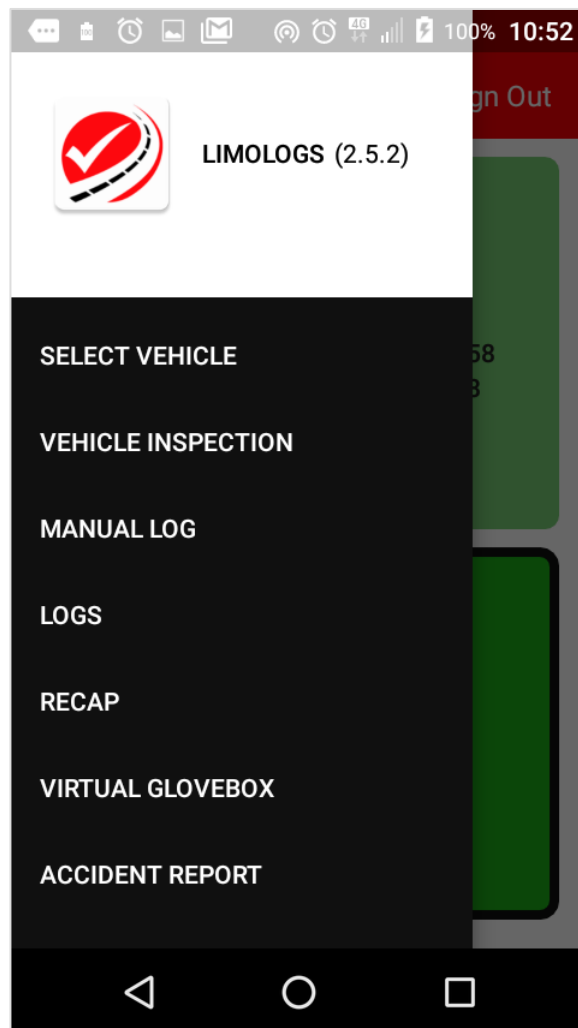 4G
100% 10:52
gn Out
LIMOLOGS (2.5.2)
SELECT VEHICLE
58
VEHICLE INSPECTION
MANUAL LOG
LOGS
RECAP
VIRTUAL GLOVEBOX
ACCIDENT REPORT